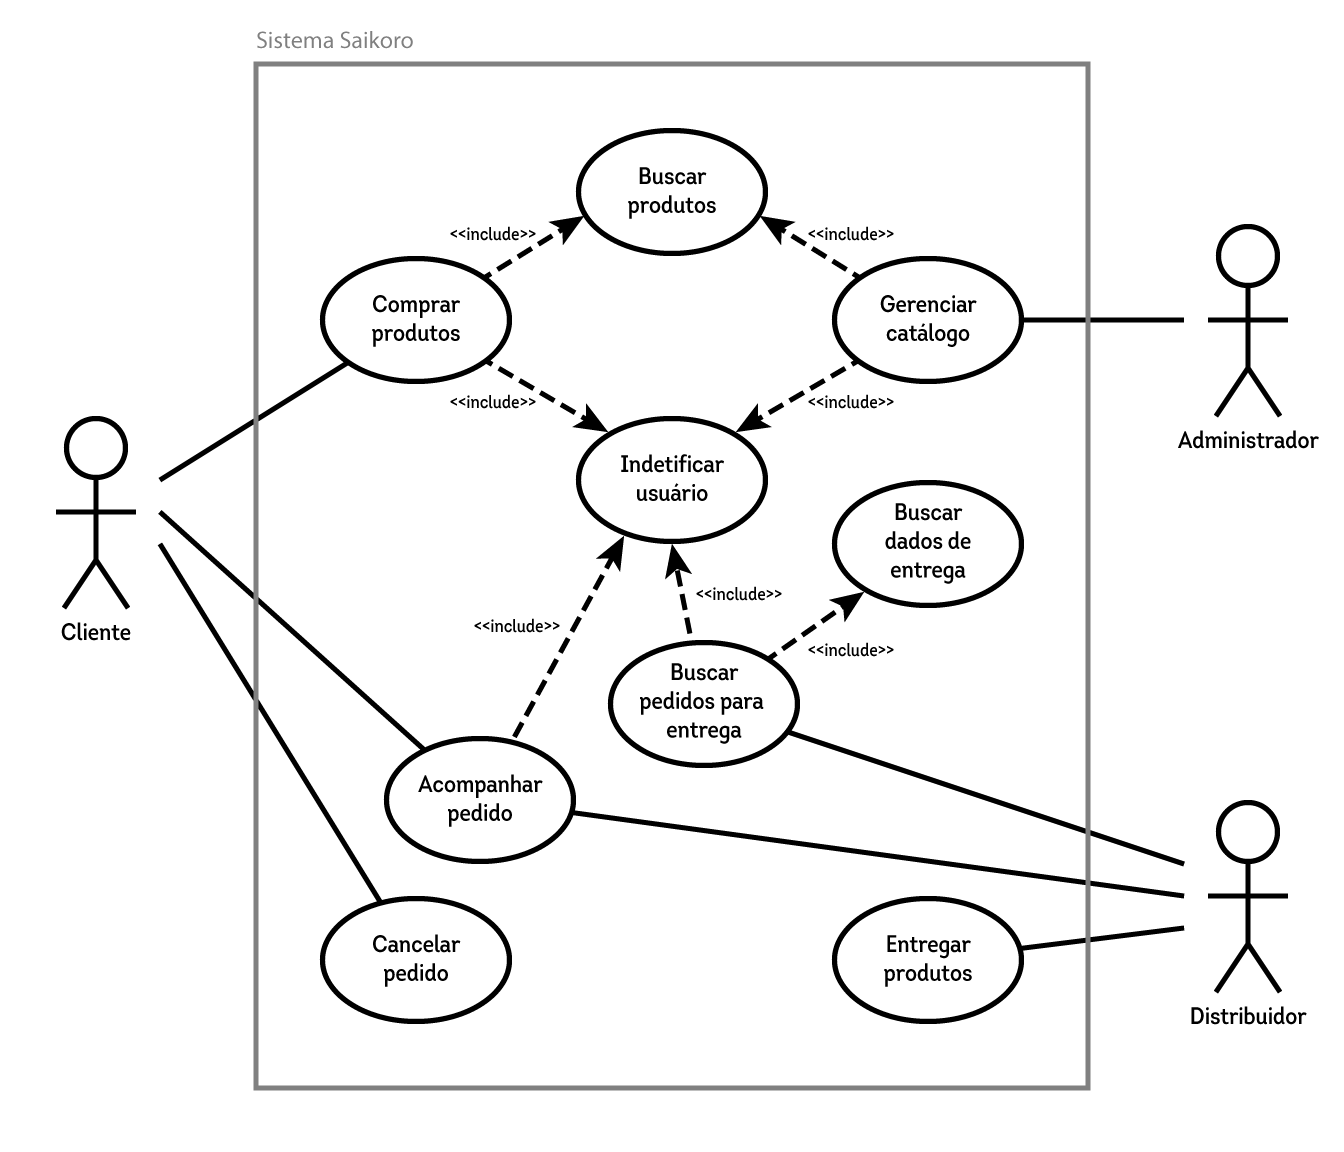 Sistema Saikoro
Buscar
produtos
<<include>>
<<include>>
Comprar
produtos
Gerenciar
catálogo
<<include>>
<<include>>
Administrador
Indetificar
usuário
Buscar
dados de
entrega
<<include>>
<<include>>
Cliente
<<include>>
Buscar
pedidos para
entrega
Acompanhar
pedido
Cancelar
pedido
Entregar
produtos
Distribuidor